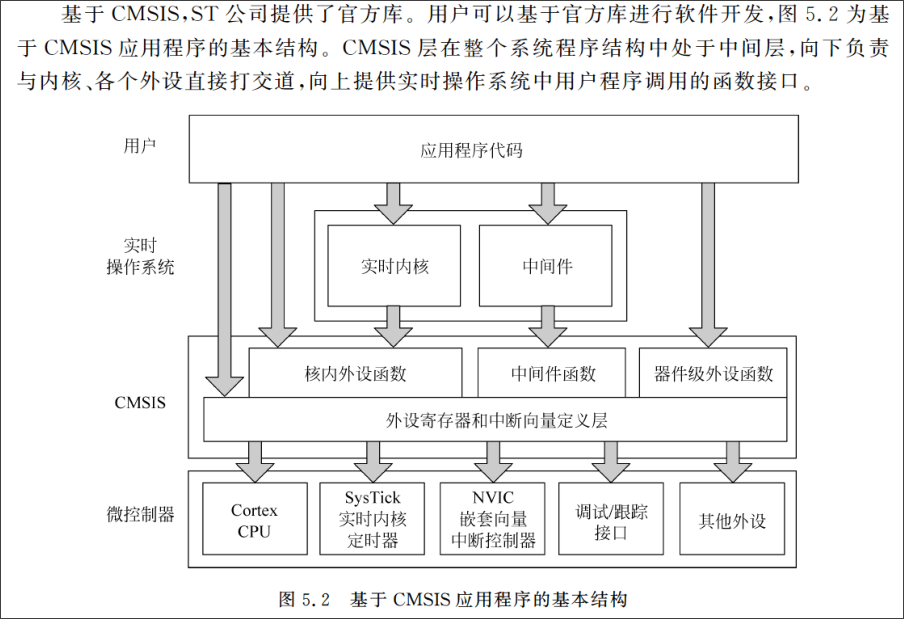 基于 CMSIS,ST 公司提供了官方库。用户可以基于官方库进行软件开发,图 5.2 为基
于 CMSIS 应用程序的基本结构。CMSIS 层在整个系统程序结构中处于中间层,向下负责
与内核、各个外设直接打交道,向上提供实时操作系统中用户程序调用的函数接口。
用户
应用程序代码
实时
操作系统
实时内核
中间件
核内外设函数
中间件函数
器件级外设函数
CMSIS
外设寄存器和中断向量定义层
微控制器
Cortex
CPU
SysTick
实时内核
定时器
NVIC
嵌套向量
中断控制器
调试/跟踪
接口
其他外设
图 5.2 基于 CMSIS 应用程序的基本结构